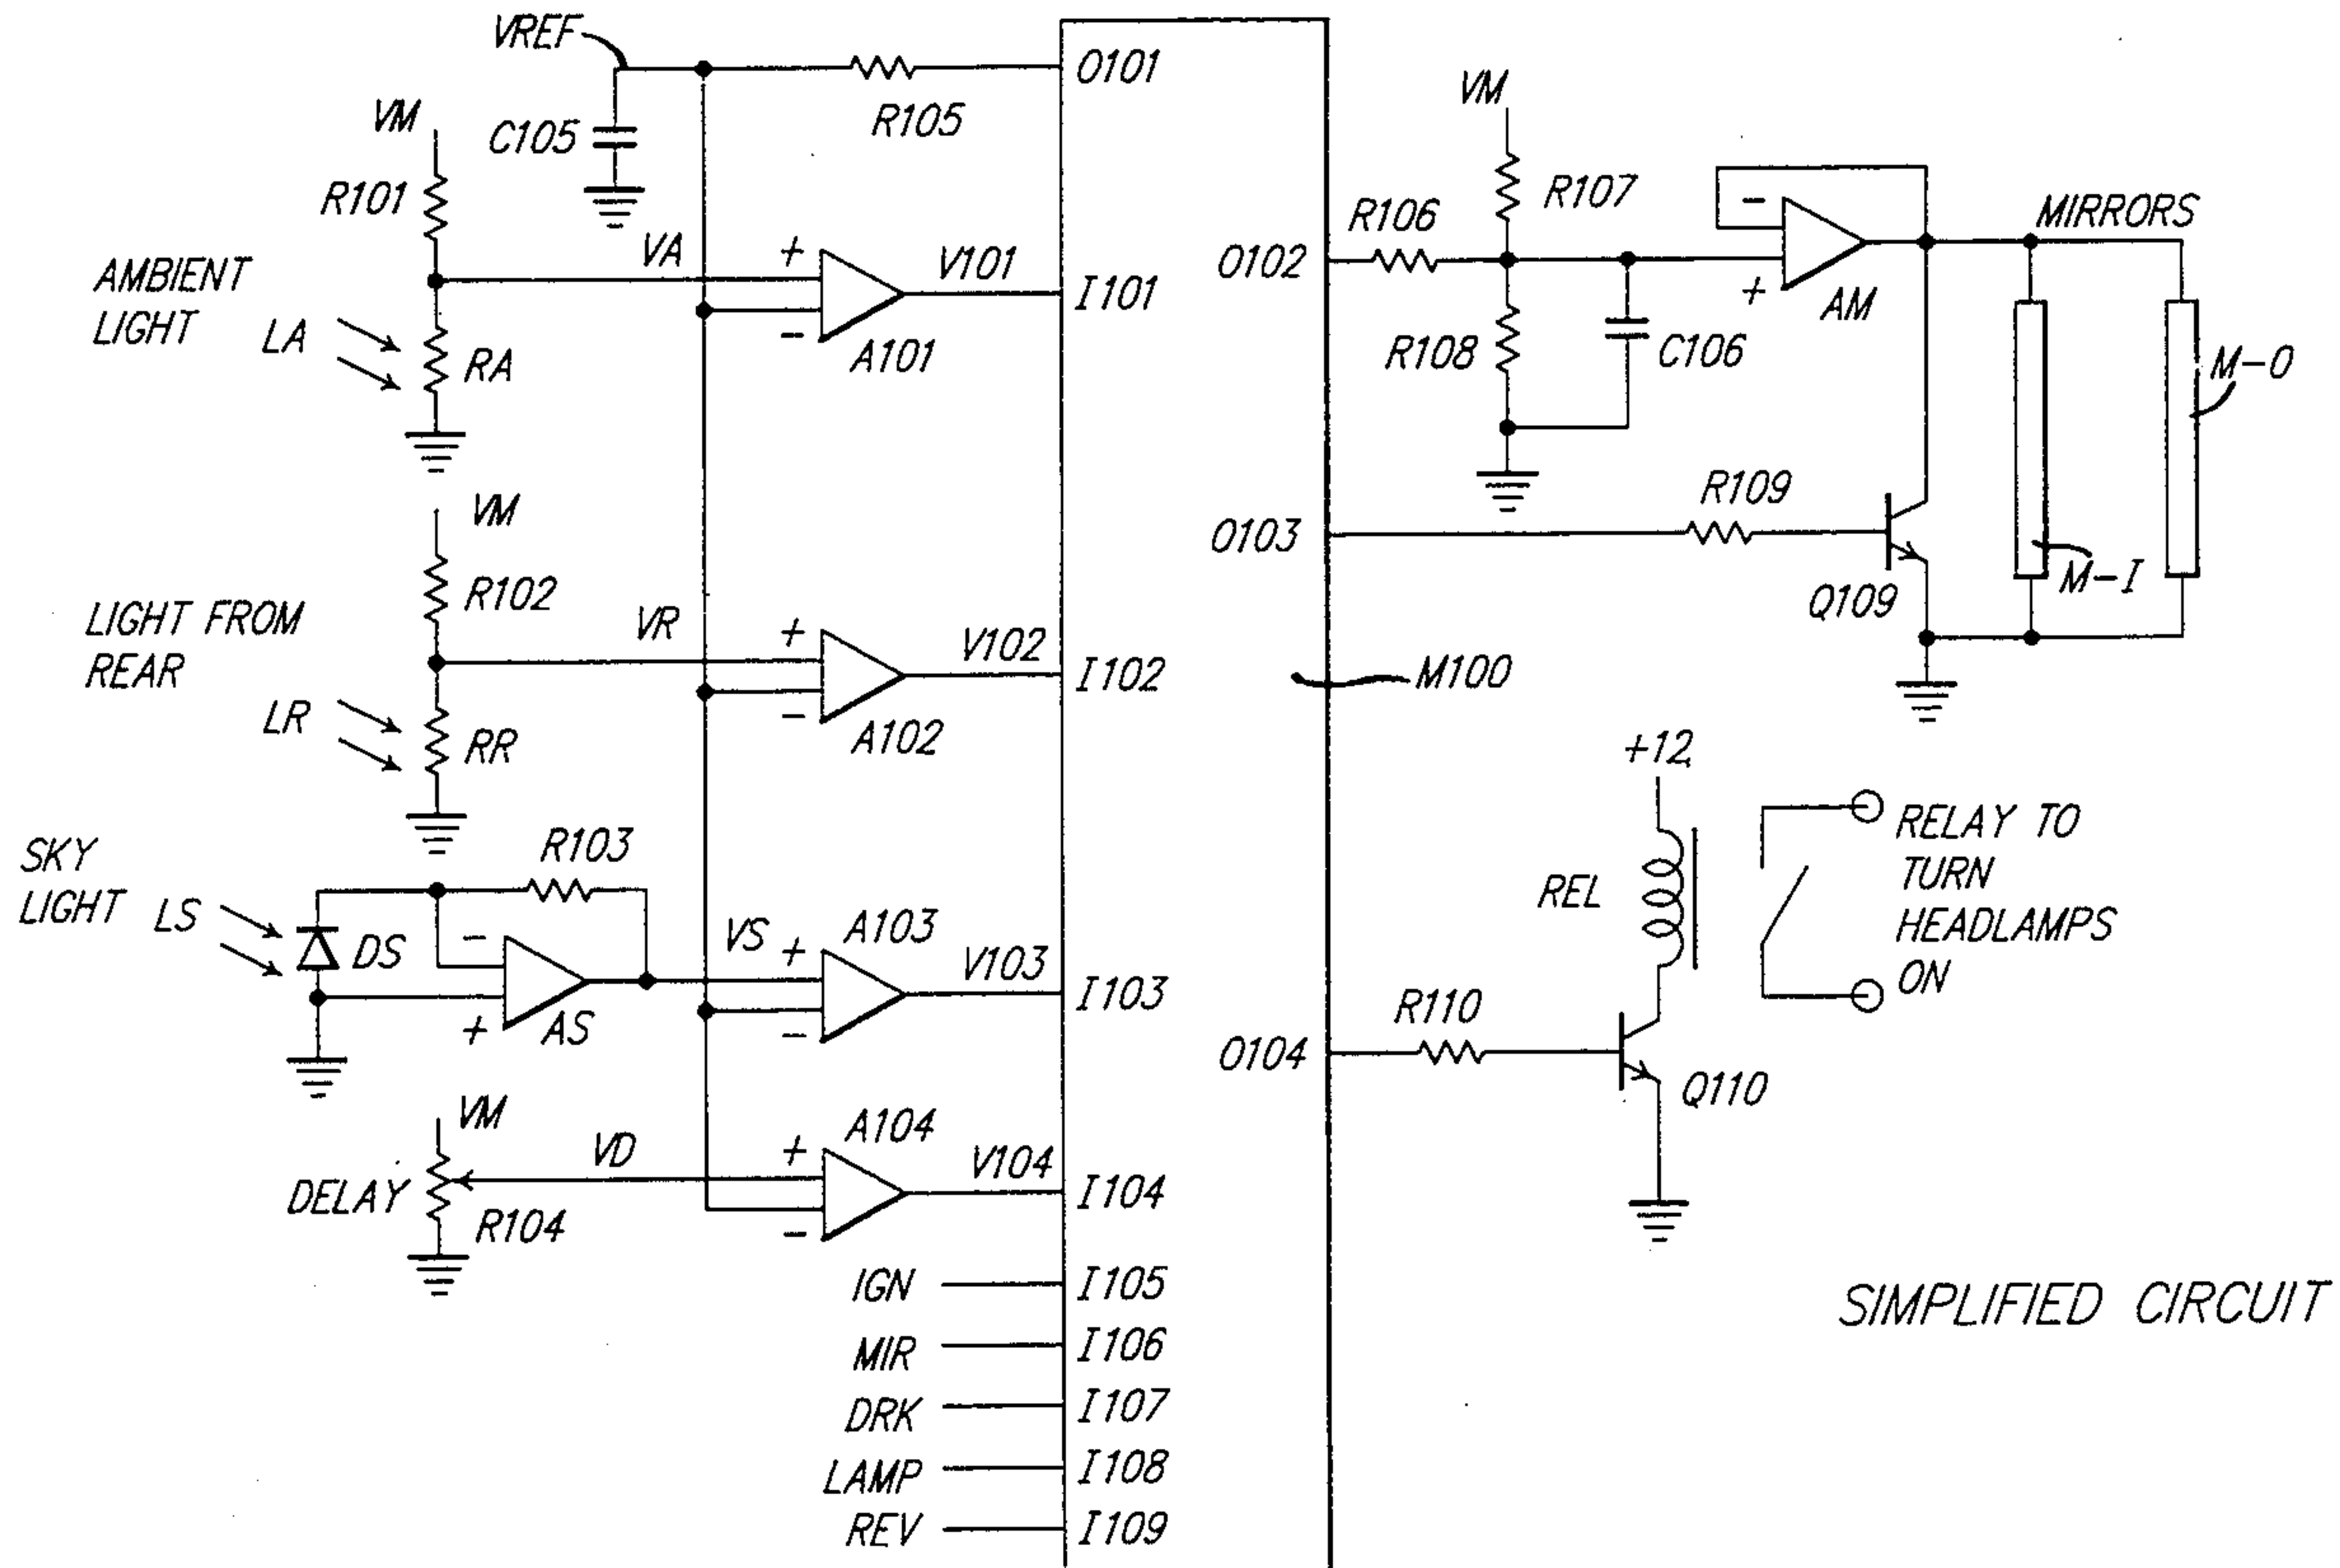 VREF
O101
R105
C105
VM
R101
AMBIENT
LIGHT
LA
RA
VA
+
-
A101
V101
I101
VM
R102
LIGHT FROM
REAR
LR
RR
VR
+
-
A102
V102
I102
SKY
LIGHT
LS
DS
R103
-
+
AS
VS
+
-
A103
V103
I103
VM
DELAY
R104
VD
+
-
A104
V104
I104
IGN
I105
MIR
I106
DRK
I107
LAMP
I108
REV
I109
O102
R106
VM
R107
R108
C106
-
+
AM
MIRRORS
M-O
M-I
O103
R109
Q109
M100
+12
REL
RELAY TO
TURN
HEADLAMPS
ON
O104
R110
Q110
SIMPLIFIED CIRCUIT